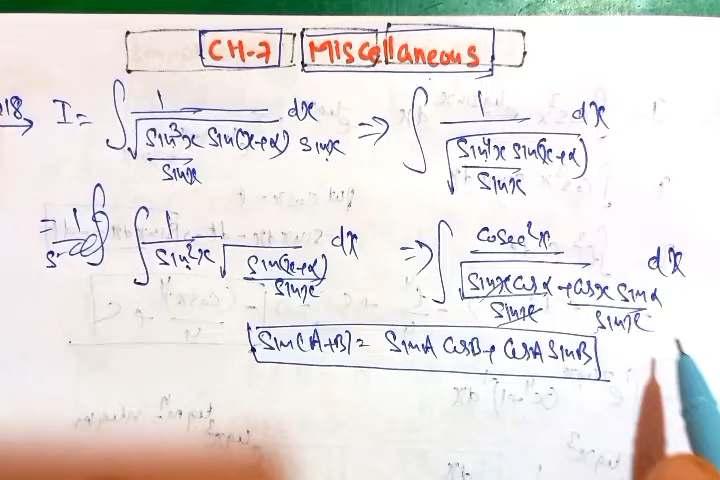 CH-7 Miscellaneous
18 I = ∫ 1/√(sin³x sin(x+α) sinx / sinx) dx ⇒ ∫ 1/√(sin⁴x sin(x+α) / sinx) dx
= ∫ 1/(sin²x √(sin(x+α)/sinx)) dx ⇒ ∫ cosec²x/√(sinx cosα/sinx + cosx sinα/sinx) dx
Sin(A+B) = SinA CosB + CosA SinB